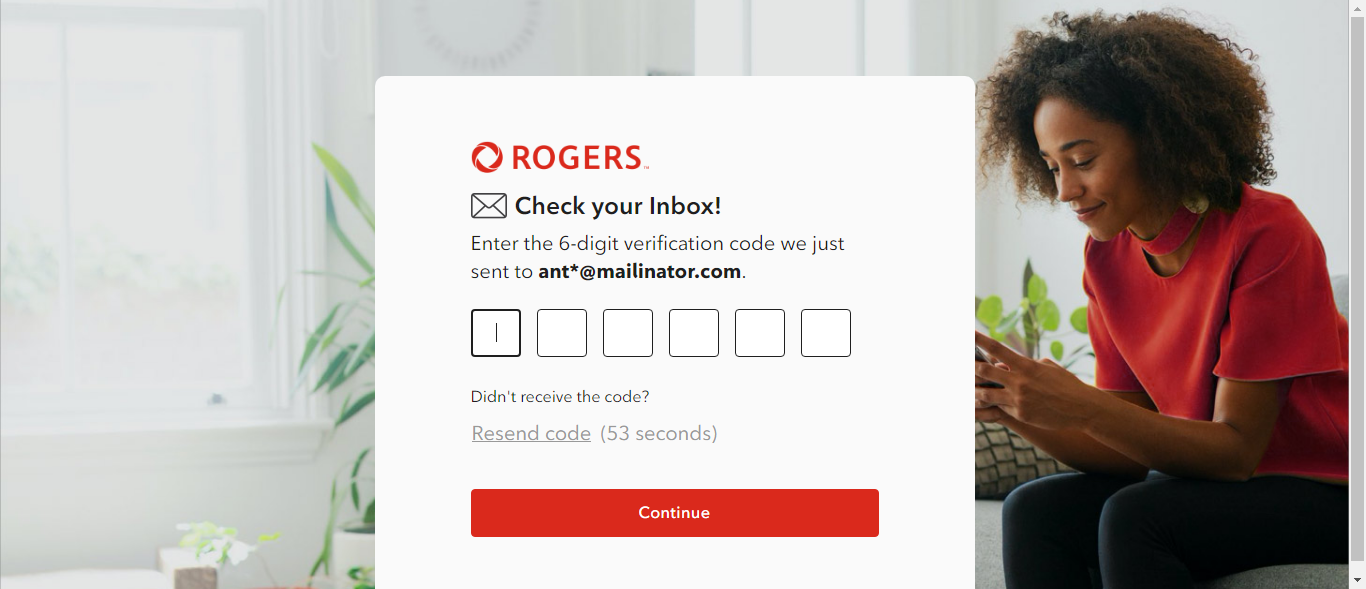 ROGERS™
Check your Inbox!
Enter the 6-digit verification code we just
sent to ant*@mailinator.com.
Didn't receive the code?
Resend code (53 seconds)
Continue